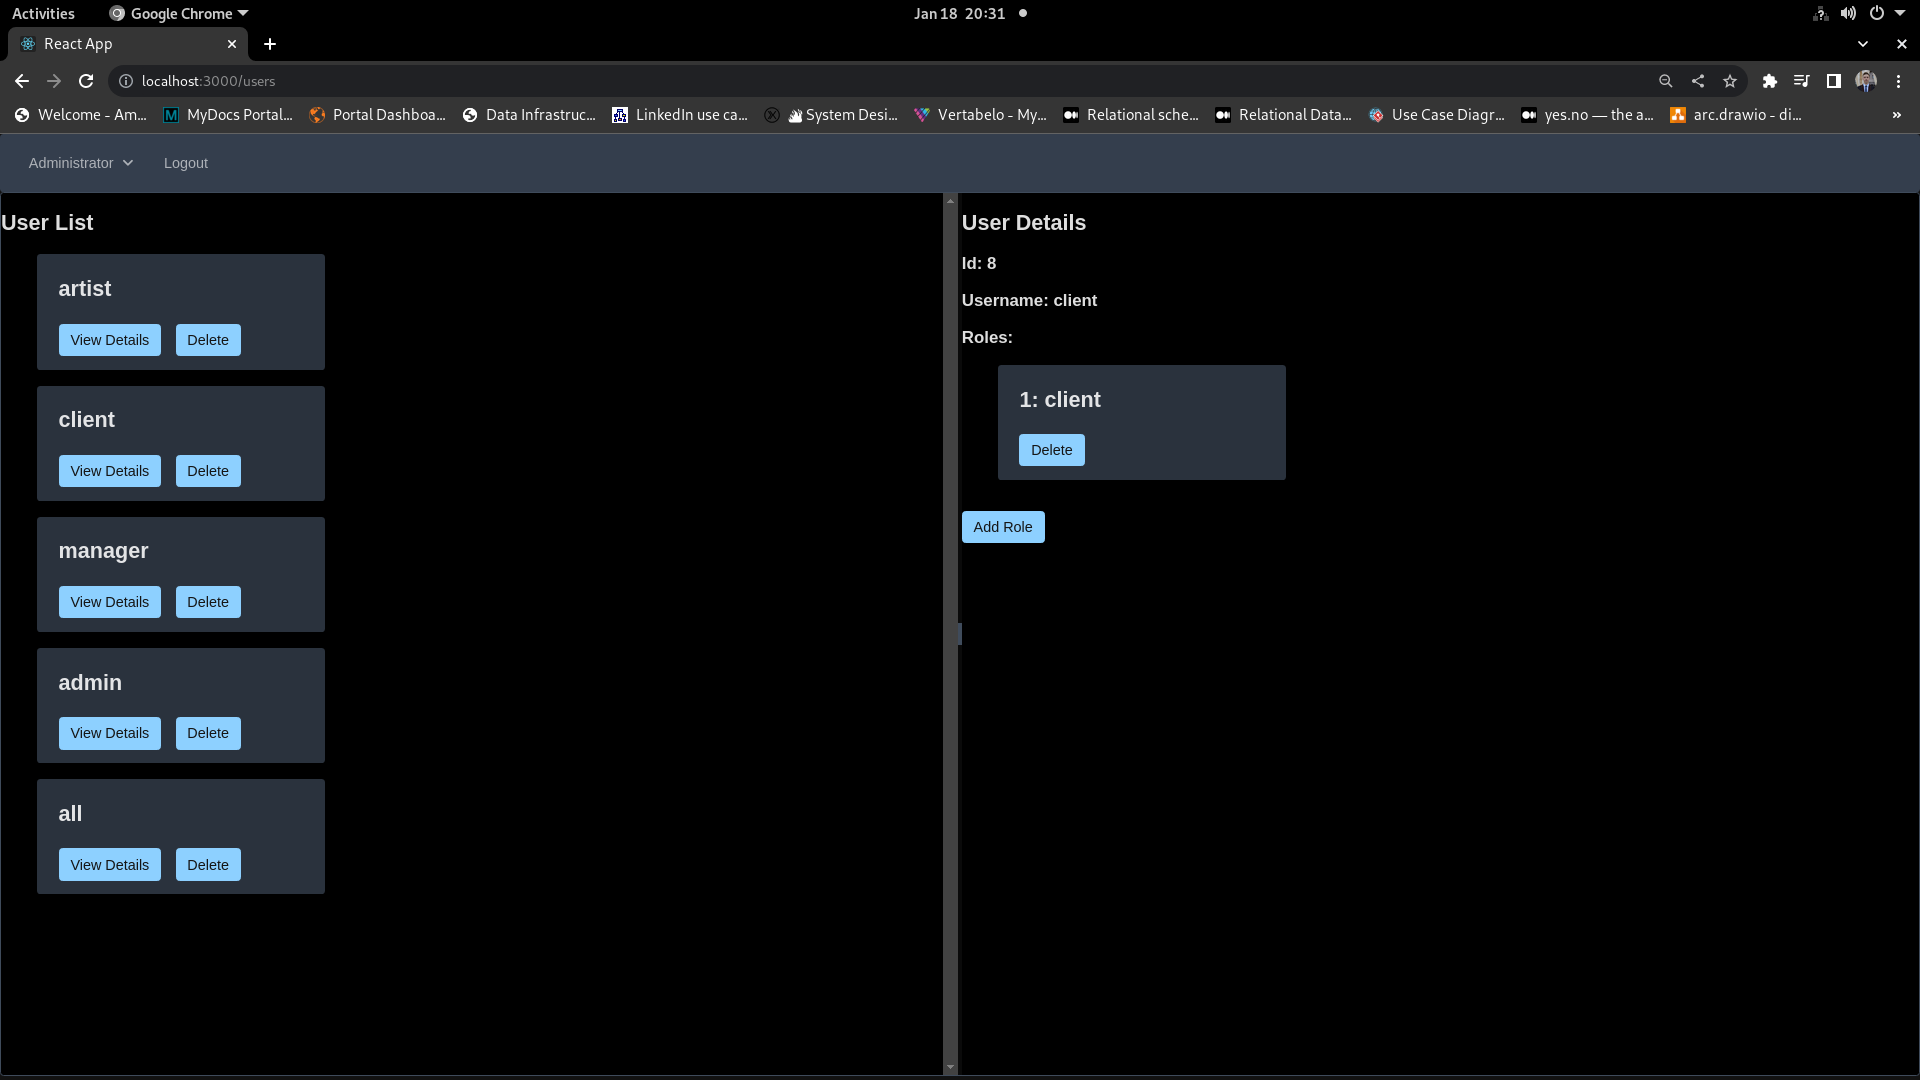 Activities Google Chrome Jan 18 20:31
React App
localhost:3000/users
Welcome - Am... MyDocs Portal... Portal Dashboa... Data Infrastruc... LinkedIn use ca... System Desi... Vertabelo - My... Relational sche... Relational Data... Use Case Diagr... yes.no — the a... arc.drawio - di... »
Administrator Logout
User List
artist
View Details Delete
client
View Details Delete
manager
View Details Delete
admin
View Details Delete
all
View Details Delete
User Details
Id: 8
Username: client
Roles:
1: client
Delete
Add Role